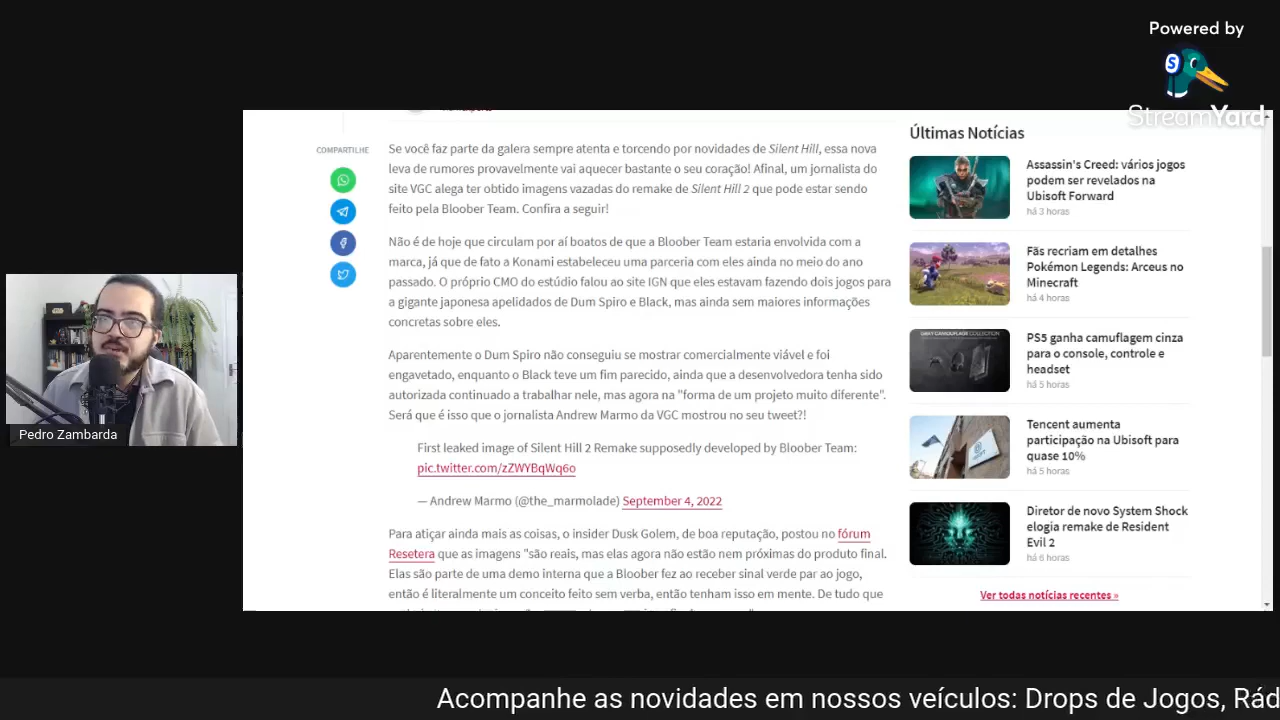 Powered by
StreamYard
COMPARTILHE
Se você faz parte da galera sempre atenta e torcendo por novidades de Silent Hill, essa nova
leva de rumores provavelmente vai aquecer bastante o seu coração! Afinal, um jornalista do
site VGC alega ter obtido imagens vazadas do remake de Silent Hill 2 que pode estar sendo
feito pela Bloober Team. Confira a seguir!
Não é de hoje que circulam por aí boatos de que a Bloober Team estaria envolvida com a
marca, já que de fato a Konami estabeleceu uma parceria com eles ainda no meio do ano
passado. O próprio CMO do estúdio falou ao site IGN que eles estavam fazendo dois jogos para
a gigante japonesa apelidados de Dum Spiro e Black, mas ainda sem maiores informações
concretas sobre eles.
Aparentemente o Dum Spiro não conseguiu se mostrar comercialmente viável e foi
engavetado, enquanto o Black teve um fim parecido, ainda que a desenvolvedora tenha sido
autorizada continuado a trabalhar nele, mas agora na "forma de um projeto muito diferente".
Será que é isso que o jornalista Andrew Marmo da VGC mostrou no seu tweet?!
First leaked image of Silent Hill 2 Remake supposedly developed by Bloober Team:
pic.twitter.com/zZWYBqWq6o
— Andrew Marmo (@the_marmolade) September 4, 2022
Para atiçar ainda mais as coisas, o insider Dusk Golem, de boa reputação, postou no fórum
Resetera que as imagens "são reais, mas elas agora não estão nem próximas do produto final.
Elas são parte de uma demo interna que a Bloober fez ao receber sinal verde par ao jogo,
então é literalmente um conceito feito sem verba, então tenham isso em mente. De tudo que
Últimas Notícias
Assassin's Creed: vários jogos
podem ser revelados na
Ubisoft Forward
há 3 horas
Fãs recriam em detalhes
Pokémon Legends: Arceus no
Minecraft
há 4 horas
GRAY CAMOUFLAGE COLLECTION
PS5 ganha camuflagem cinza
para o console, controle e
headset
há 5 horas
Tencent aumenta
participação na Ubisoft para
quase 10%
há 5 horas
Diretor de novo System Shock
elogia remake de Resident
Evil 2
há 6 horas
Ver todas notícias recentes »
Pedro Zambarda
Acompanhe as novidades em nossos veículos: Drops de Jogos, Rád